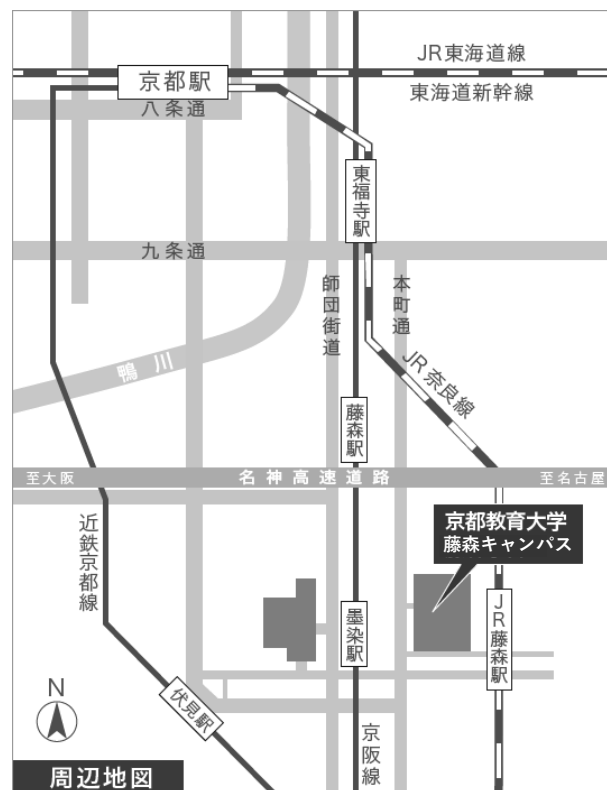 JR東海道線
京都駅
東海道新幹線
八条通
東福寺駅
九条通
師団街道
本町通
鴨川
JR奈良線
藤森駅
至大阪
名神高速道路
至名古屋
京都教育大学
藤森キャンパス
近鉄京都線
墨染駅
JR藤森駅
伏見駅
N
京阪線
周辺地図